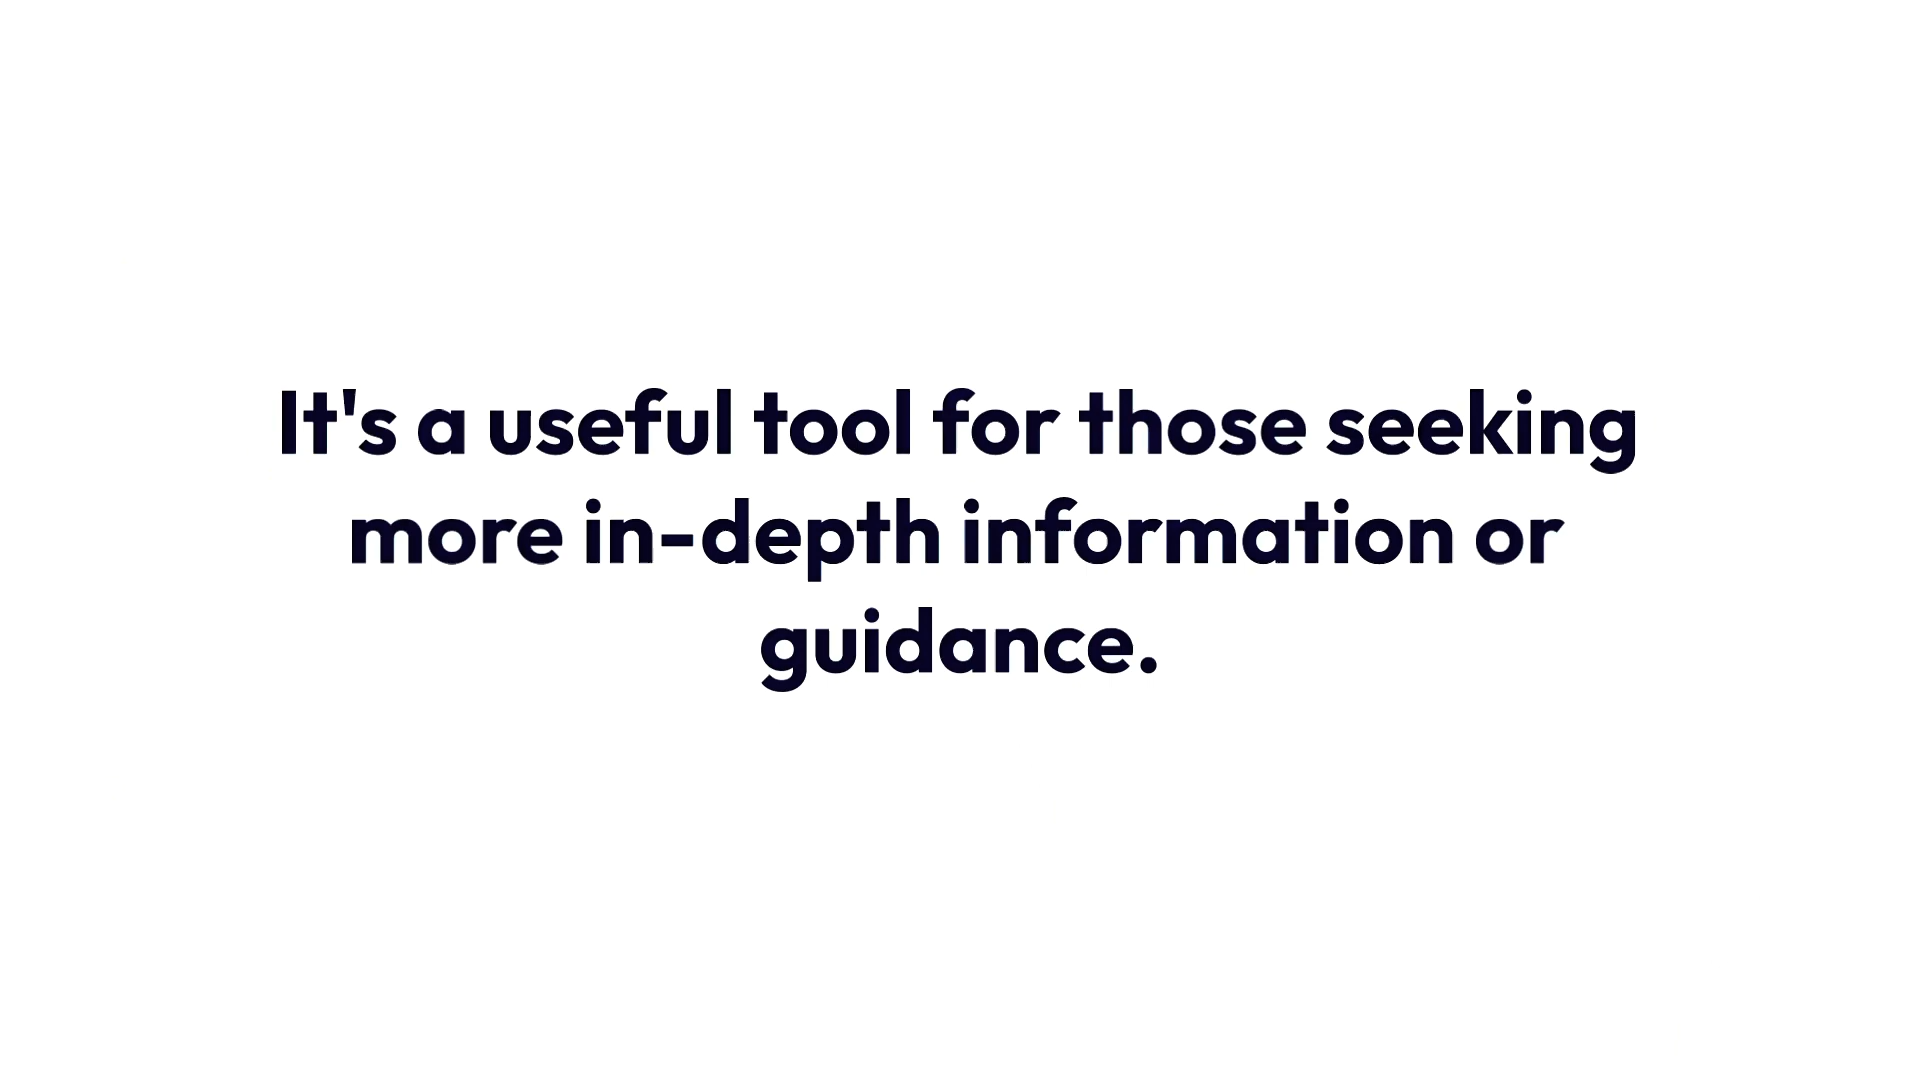 It's a useful tool for those seeking
more in-depth information or
guidance.